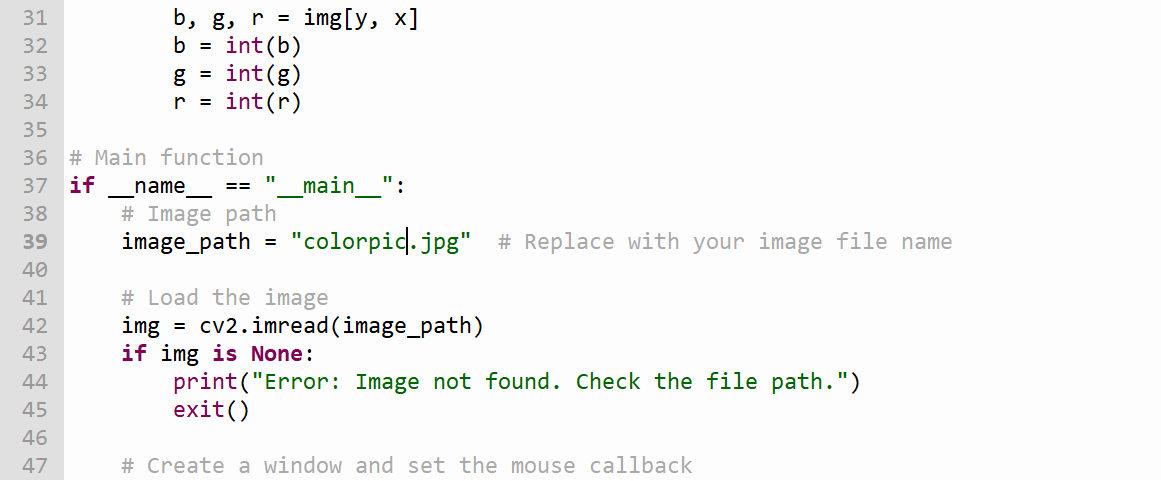 31         b, g, r = img[y, x]
32         b = int(b)
33         g = int(g)
34         r = int(r)
35
36 # Main function
37 if __name__ == "__main__":
38     # Image path
39     image_path = "colorpic.jpg"  # Replace with your image file name
40
41     # Load the image
42     img = cv2.imread(image_path)
43     if img is None:
44         print("Error: Image not found. Check the file path.")
45         exit()
46
47     # Create a window and set the mouse callback